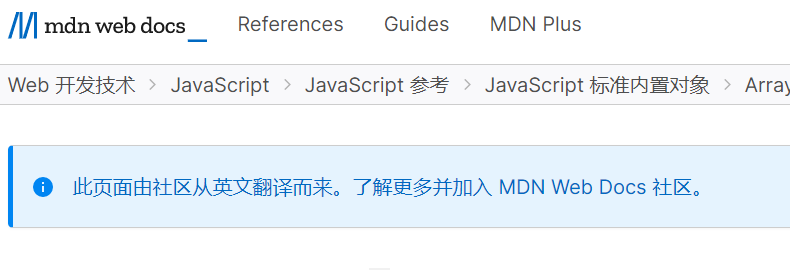 mdn web docs_ References Guides MDN Plus
Web 开发技术 > JavaScript > JavaScript 参考 > JavaScript 标准内置对象 > Array
此页面由社区从英文翻译而来。了解更多并加入 MDN Web Docs 社区。